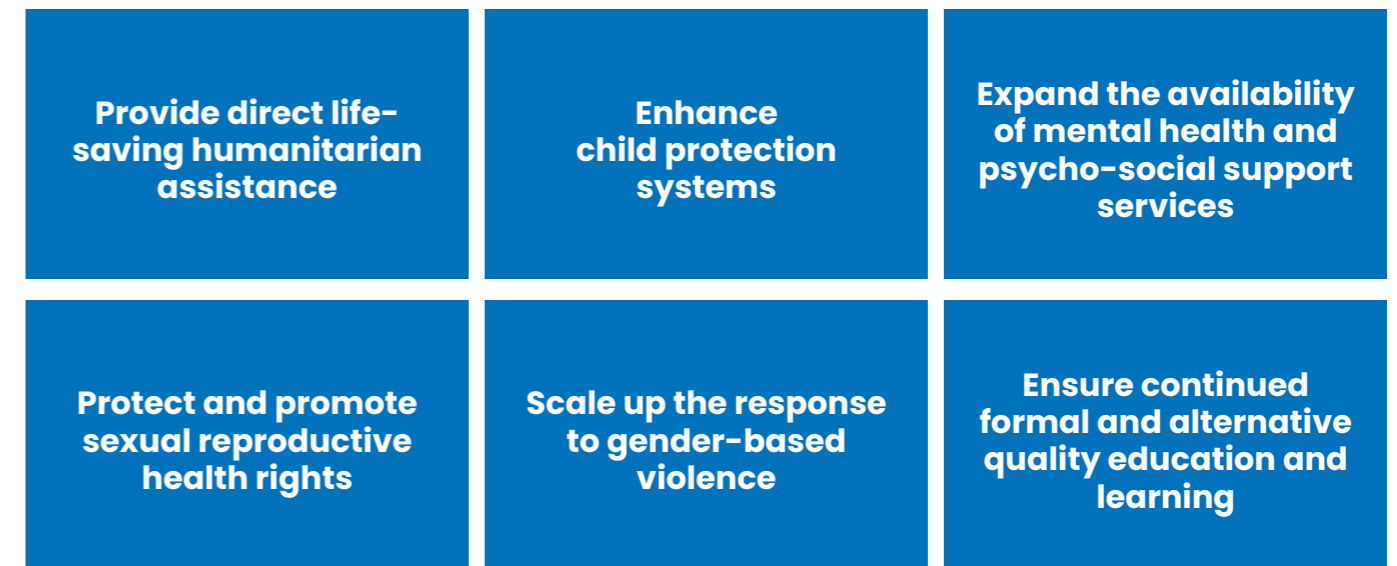 Provide direct life-
saving humanitarian
assistance
Enhance
child protection
systems
Expand the availability
of mental health and
psycho-social support
services
Protect and promote
sexual reproductive
health rights
Scale up the response
to gender-based
violence
Ensure continued
formal and alternative
quality education and
learning